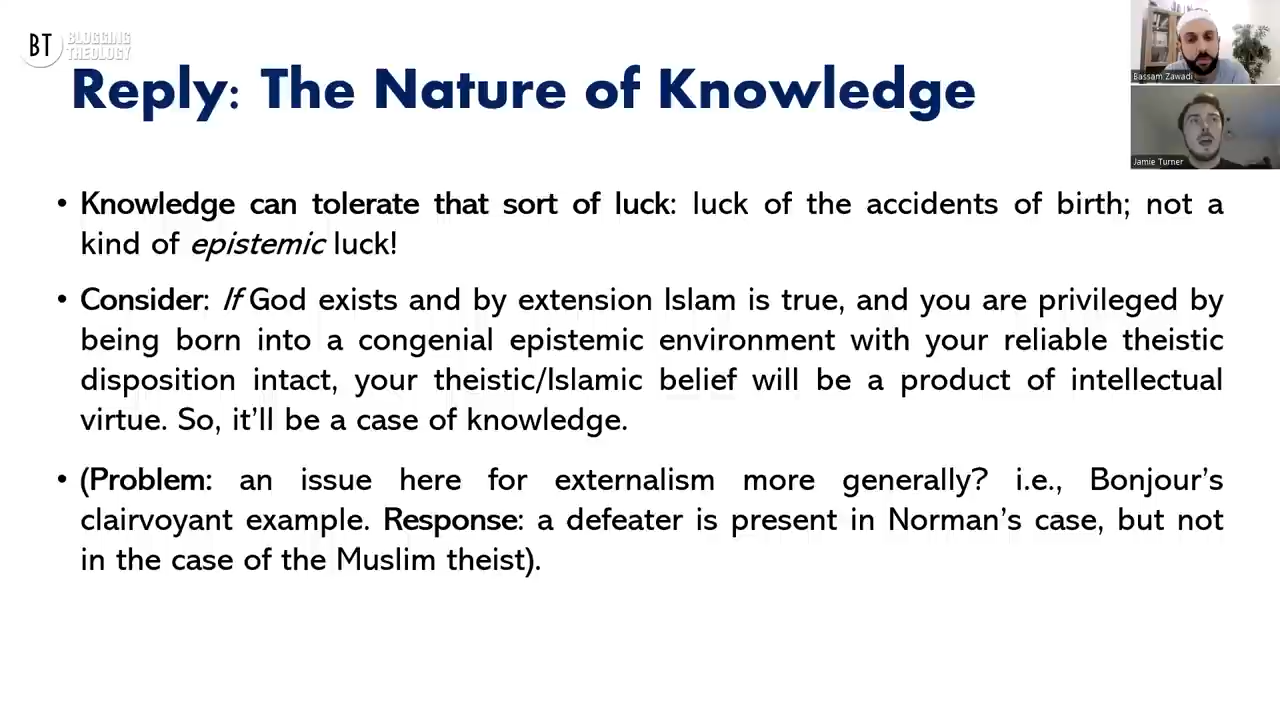 BT BLOGGING
THEOLOGY
Reply: The Nature of Knowledge
Bassam Zawadi
Jamie Turner
• Knowledge can tolerate that sort of luck: luck of the accidents of birth; not a
kind of epistemic luck!
• Consider: If God exists and by extension Islam is true, and you are privileged by
being born into a congenial epistemic environment with your reliable theistic
disposition intact, your theistic/Islamic belief will be a product of intellectual
virtue. So, it’ll be a case of knowledge.
• (Problem: an issue here for externalism more generally? i.e., Bonjour’s
clairvoyant example. Response: a defeater is present in Norman’s case, but not
in the case of the Muslim theist).